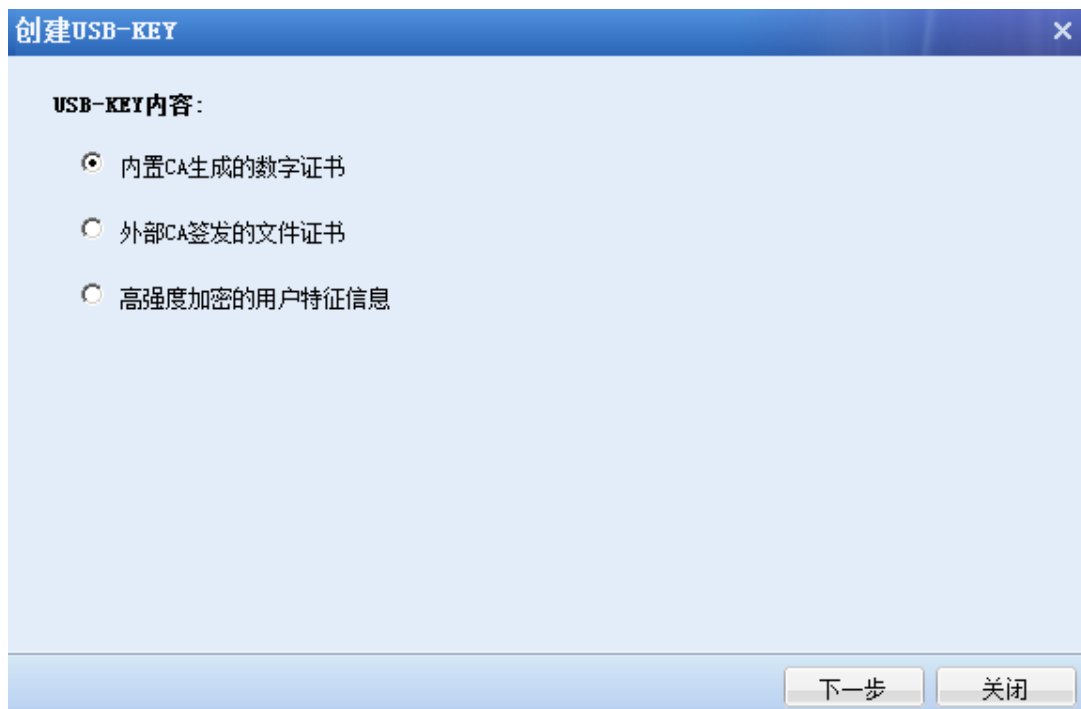 创建USB-KEY
USB-KEY内容:
内置CA生成的数字证书
外部CA签发的文件证书
高强度加密的用户特征信息
下一步 关闭